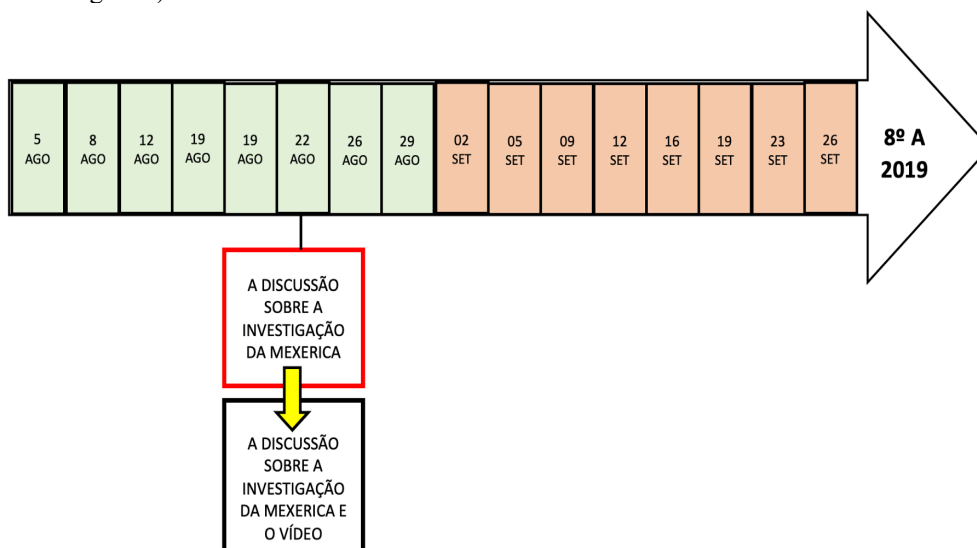 5
AGO
8
AGO
12
AGO
19
AGO
19
AGO
22
AGO
26
AGO
29
AGO
02
SET
05
SET
09
SET
12
SET
16
SET
19
SET
23
SET
26
SET
8º A
2019
A DISCUSSÃO
SOBRE A
INVESTIGAÇÃO
DA MEXERICA
A DISCUSSÃO
SOBRE A
INVESTIGAÇÃO
DA MEXERICA E
O VÍDEO